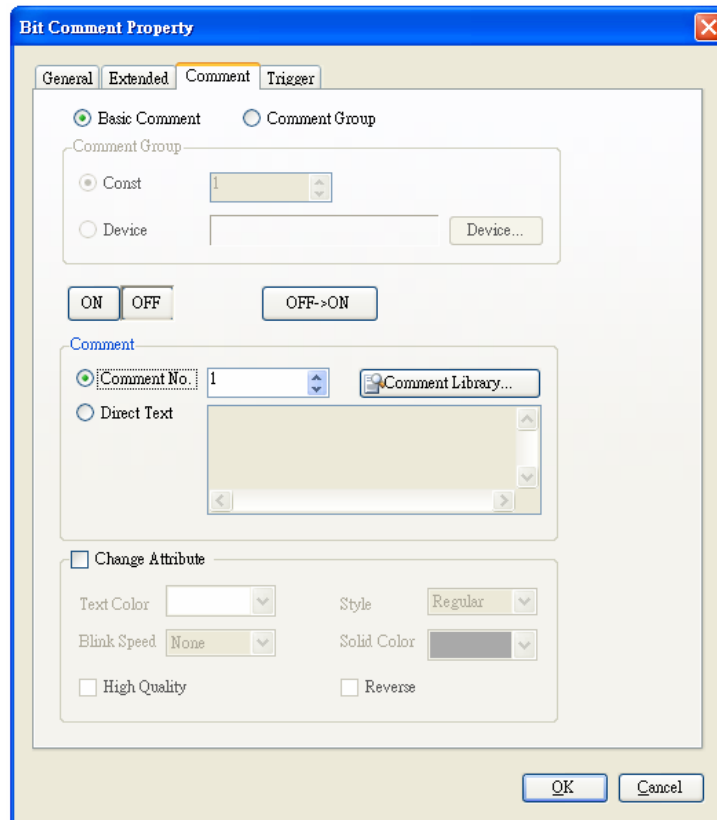 Bit Comment Property
General Extended Comment Trigger
Basic Comment Comment Group
Comment Group
Const 1
Device Device...
ON OFF OFF->ON
Comment
Comment No. 1 Comment Library...
Direct Text
Change Attribute
Text Color Style Regular
Blink Speed None Solid Color
High Quality Reverse
OK Cancel